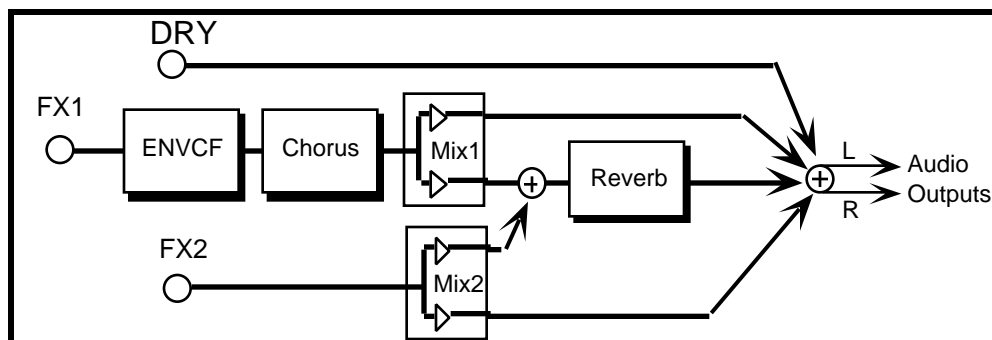 DRY
FX1
ENVCF
Chorus
Mix1
Reverb
L
Audio
Outputs
R
FX2
Mix2